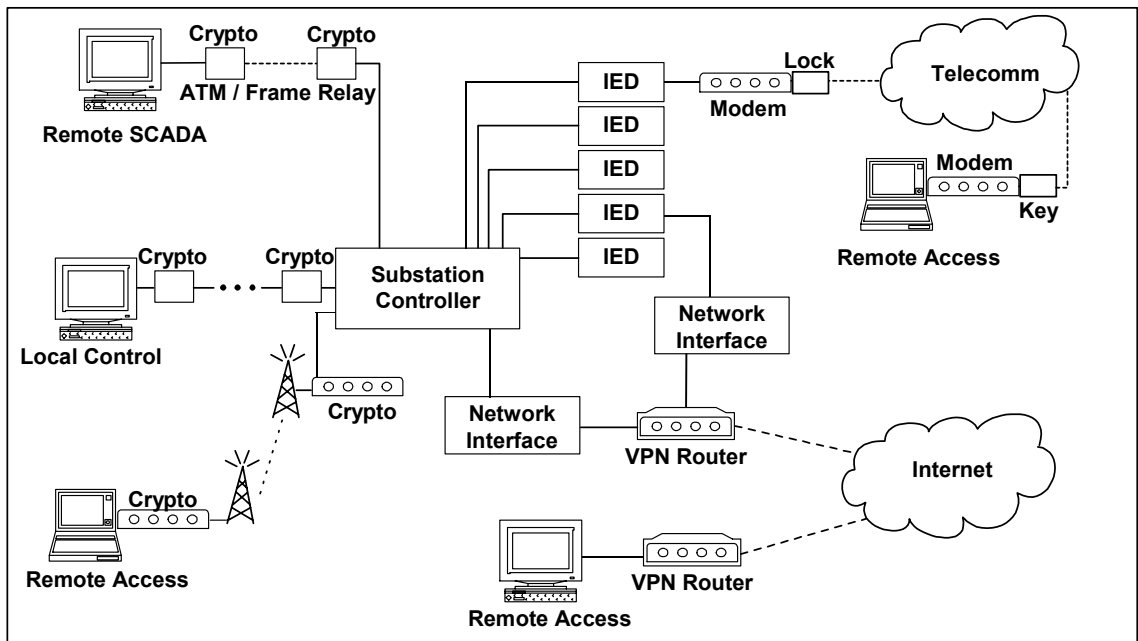 Crypto
Crypto
ATM / Frame Relay
Remote SCADA
IED
IED
IED
IED
IED
Lock
Modem
Telecomm
Modem
Key
Remote Access
Crypto
Crypto
Local Control
Substation
Controller
Network
Interface
Crypto
Network
Interface
VPN Router
Internet
Crypto
Remote Access
VPN Router
Remote Access